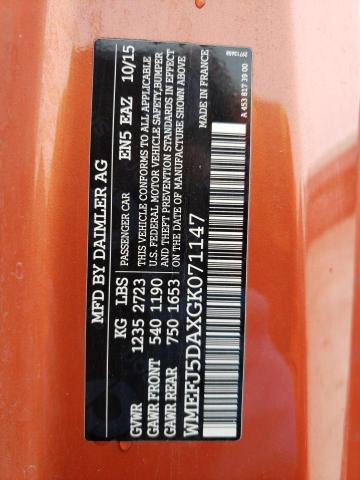 MFD BY DAIMLER AG
KG LBS PASSENGER CAR EN5 EAZ 10/15
GVWR 1235 2723 THIS VEHICLE CONFORMS TO ALL APPLICABLE
GAWR FRONT 540 1190 U.S. FEDERAL MOTOR VEHICLE SAFETY,BUMPER
GAWR REAR 750 1653 AND THEFT PREVENTION STANDARDS IN EFFECT
ON THE DATE OF MANUFACTURE SHOWN ABOVE
WMEFJ5DAXGK071147
MADE IN FRANCE
A 453 817 39 00